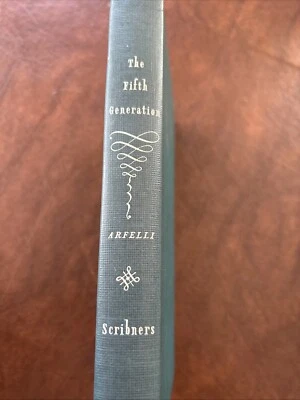 The
Fifth
Generation
ARFELLI
Scribners